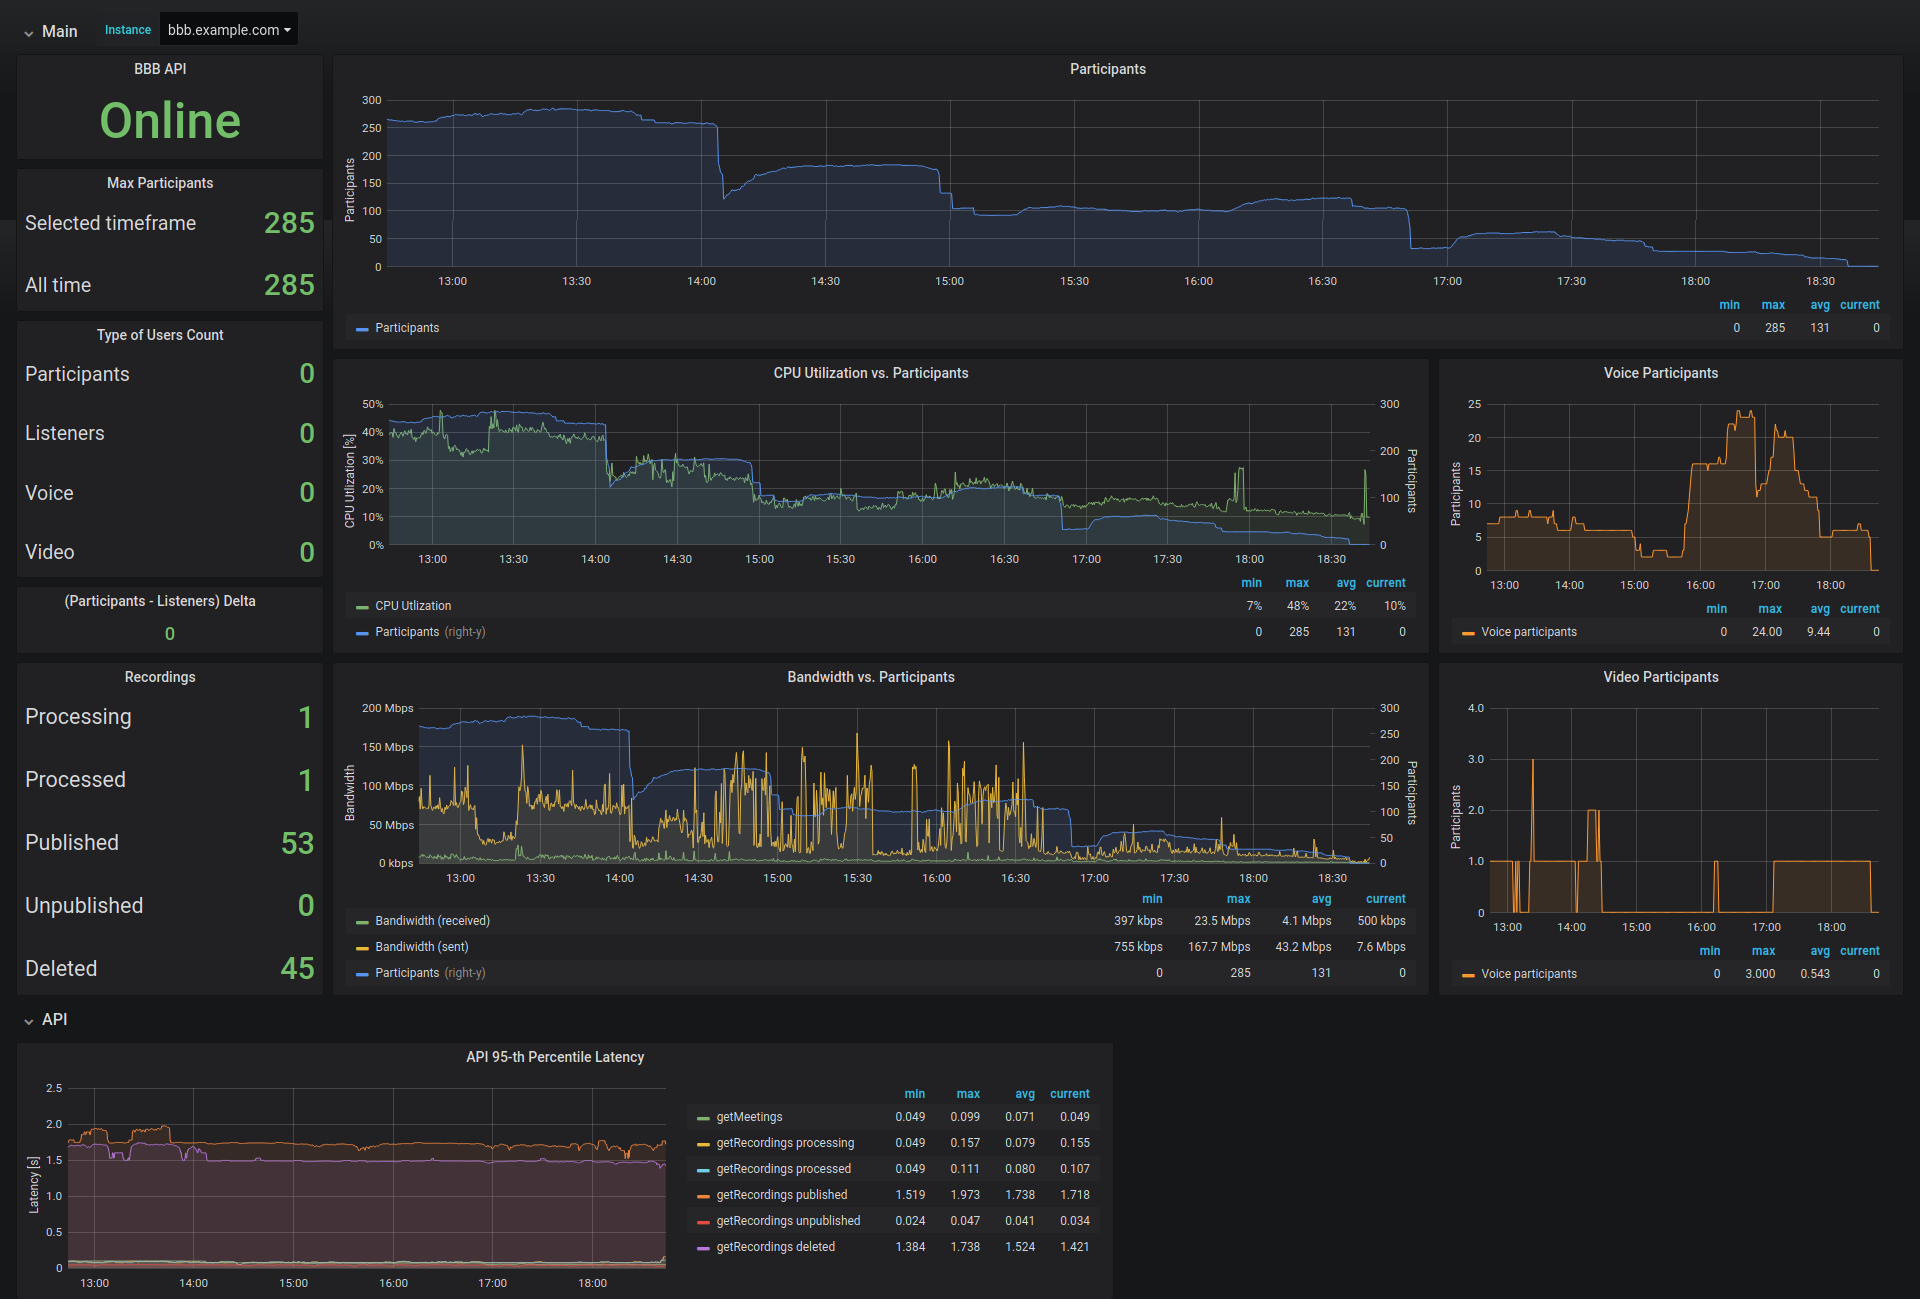 Main
Instance bbb.example.com
BBB API
Online
Max Participants
Selected timeframe 285
All time 285
Type of Users Count
Participants 0
Listeners 0
Voice 0
Video 0
(Participants - Listeners) Delta
0
Recordings
Processing 1
Processed 1
Published 53
Unpublished 0
Deleted 45
Participants
Participants
300
250
200
150
100
50
0
13:00 13:30 14:00 14:30 15:00 15:30 16:00 16:30 17:00 17:30 18:00 18:30
min max avg current
Participants 0 285 131 0
CPU Utilization vs. Participants
CPU Utlization [%]
50%
40%
30%
20%
10%
0%
300
200
100
0
Participants
13:00 13:30 14:00 14:30 15:00 15:30 16:00 16:30 17:00 17:30 18:00 18:30
min max avg current
CPU Utlization 7% 48% 22% 10%
Participants (right-y) 0 285 131 0
Voice Participants
Participants
25
20
15
10
5
0
13:00 14:00 15:00 16:00 17:00 18:00
min max avg current
Voice participants 0 24.00 9.44 0
Bandwidth vs. Participants
Bandwidth
200 Mbps
150 Mbps
100 Mbps
50 Mbps
0 kbps
300
250
200
150
100
50
0
Participants
13:00 13:30 14:00 14:30 15:00 15:30 16:00 16:30 17:00 17:30 18:00 18:30
min max avg current
Bandiwidth (received) 397 kbps 23.5 Mbps 4.1 Mbps 500 kbps
Bandiwidth (sent) 755 kbps 167.7 Mbps 43.2 Mbps 7.6 Mbps
Participants (right-y) 0 285 131 0
Video Participants
Participants
4.0
3.0
2.0
1.0
0
13:00 14:00 15:00 16:00 17:00 18:00
min max avg current
Voice participants 0 3.000 0.543 0
API
API 95-th Percentile Latency
Latency [s]
2.5
2.0
1.5
1.0
0.5
0
13:00 14:00 15:00 16:00 17:00 18:00
min max avg current
getMeetings 0.049 0.099 0.071 0.049
getRecordings processing 0.049 0.157 0.079 0.155
getRecordings processed 0.049 0.111 0.080 0.107
getRecordings published 1.519 1.973 1.738 1.718
getRecordings unpublished 0.024 0.047 0.041 0.034
getRecordings deleted 1.384 1.738 1.524 1.421